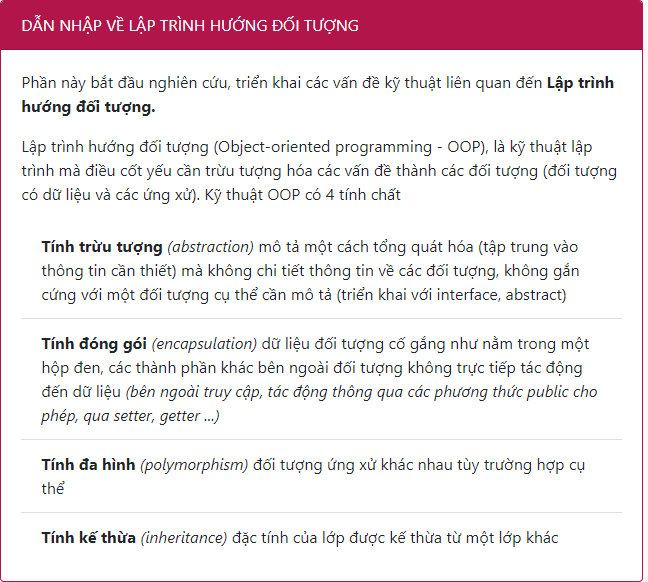 DẪN NHẬP VỀ LẬP TRÌNH HƯỚNG ĐỐI TƯỢNG
Phần này bắt đầu nghiên cứu, triển khai các vấn đề kỹ thuật liên quan đến Lập trình
hướng đối tượng.
Lập trình hướng đối tượng (Object-oriented programming - OOP), là kỹ thuật lập
trình mà điều cốt yếu cần trừu tượng hóa các vấn đề thành các đối tượng (đối tượng
có dữ liệu và các ứng xử). Kỹ thuật OOP có 4 tính chất
Tính trừu tượng (abstraction) mô tả một cách tổng quát hóa (tập trung vào
thông tin cần thiết) mà không chi tiết thông tin về các đối tượng, không gắn
cứng với một đối tượng cụ thể cần mô tả (triển khai với interface, abstract)
Tính đóng gói (encapsulation) dữ liệu đối tượng cố gắng như nằm trong một
hộp đen, các thành phần khác bên ngoài đối tượng không trực tiếp tác động
đến dữ liệu (bên ngoài truy cập, tác động thông qua các phương thức public cho
phép, qua setter, getter ...)
Tính đa hình (polymorphism) đối tượng ứng xử khác nhau tùy trường hợp cụ
thể
Tính kế thừa (inheritance) đặc tính của lớp được kế thừa từ một lớp khác